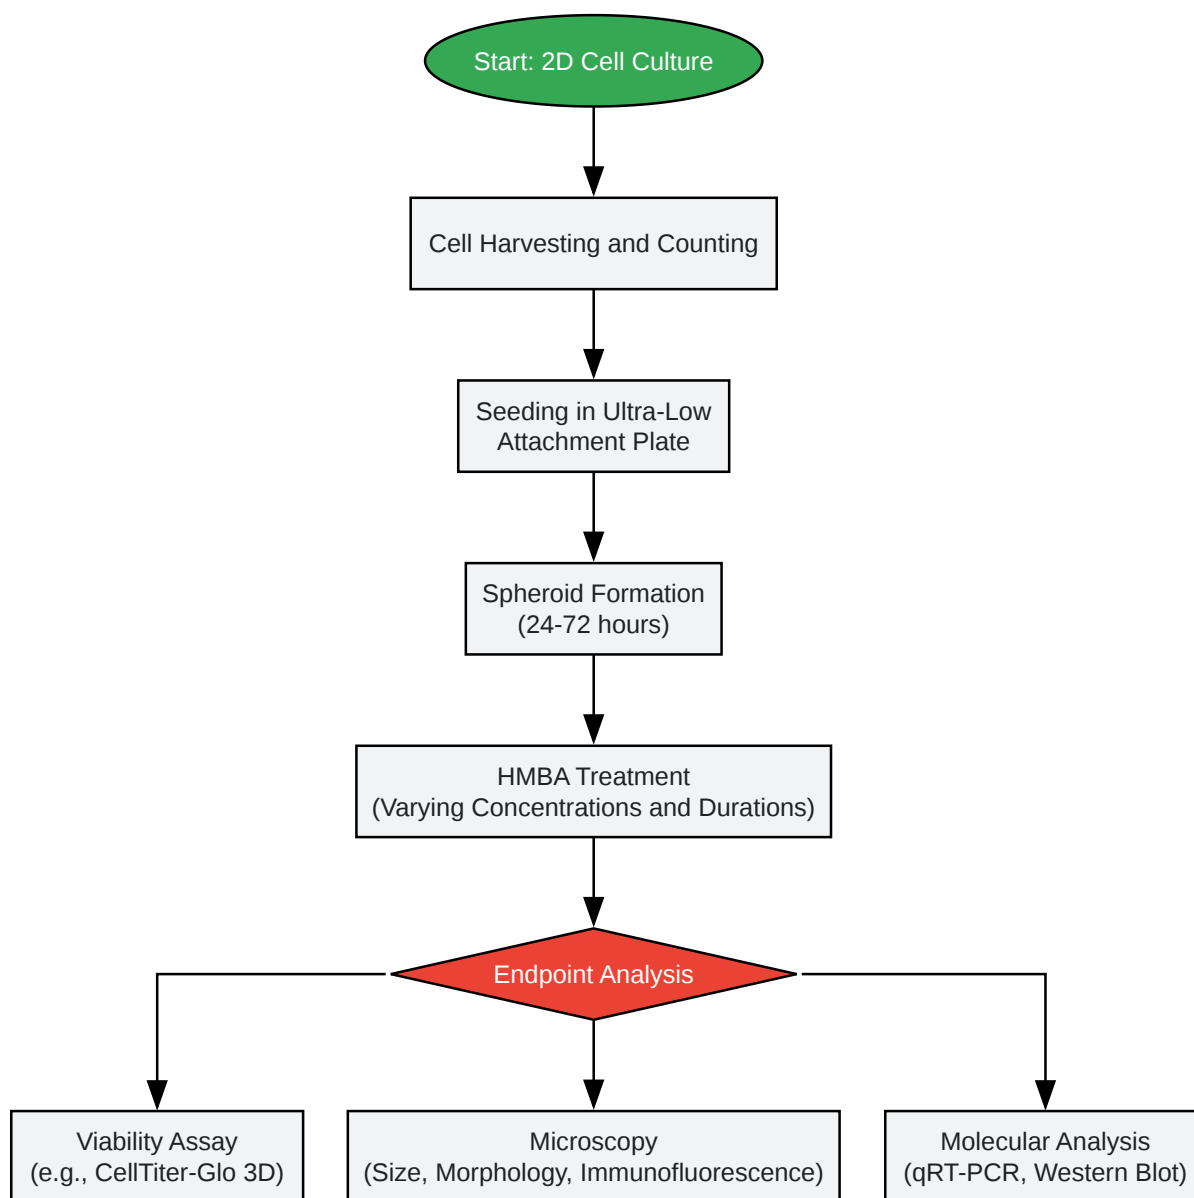 Start: 2D Cell Culture
Cell Harvesting and Counting
Seeding in Ultra-Low
Attachment Plate
Spheroid Formation
(24-72 hours)
HMBA Treatment
(Varying Concentrations and Durations)
Endpoint Analysis
Viability Assay
(e.g., CellTiter-Glo 3D)
Microscopy
(Size, Morphology, Immunofluorescence)
Molecular Analysis
(qRT-PCR, Western Blot)